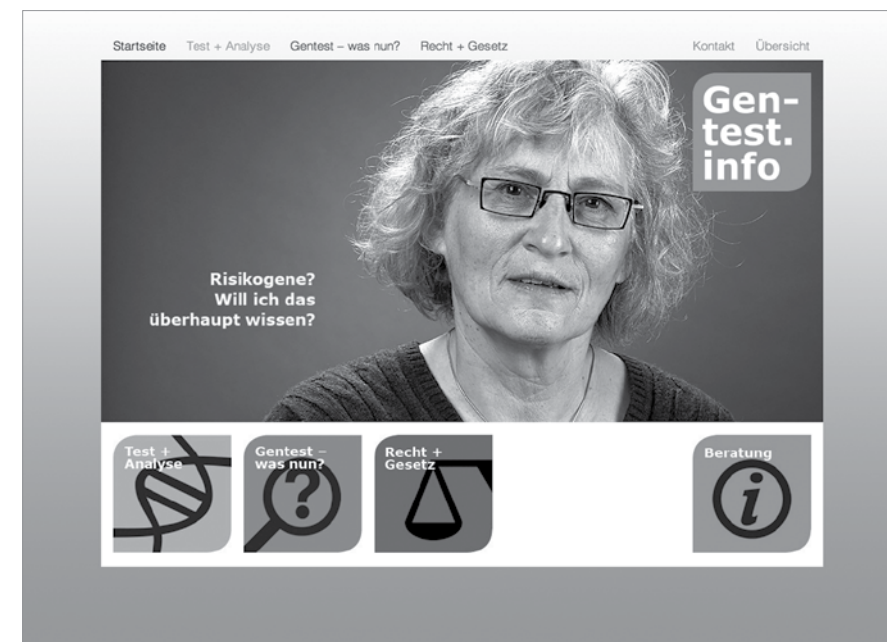 Startseite Test + Analyse Gentest – was nun? Recht + Gesetz Kontakt Übersicht
Gen-
test.
info
Risikogene?
Will ich das
überhaupt wissen?
Test +
Analyse
Gentest –
was nun?
Recht +
Gesetz
Beratung